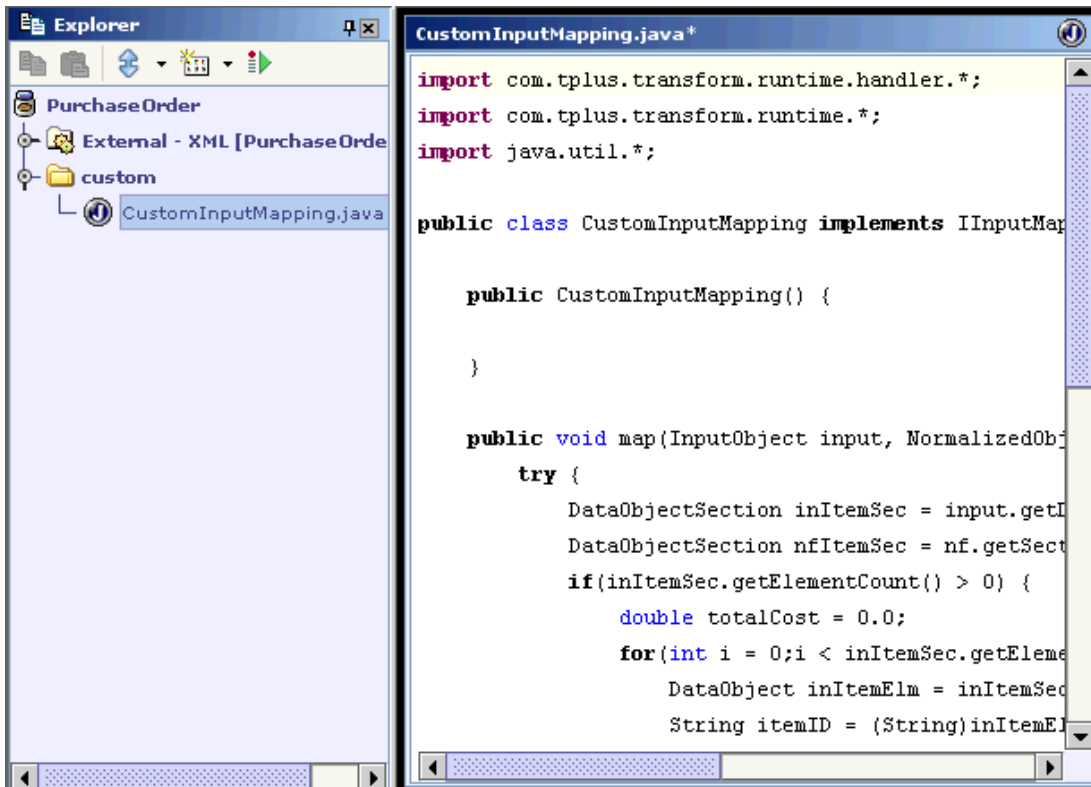 Explorer
PurchaseOrder
External - XML [PurchaseOrde
custom
CustomInputMapping.java
CustomInputMapping.java*
import com.tplus.transform.runtime.handler.*;
import com.tplus.transform.runtime.*;
import java.util.*;
public class CustomInputMapping implements IInputMap
public CustomInputMapping() {
}
public void map(InputObject input, NormalizedObj
try {
DataObjectSection inItemSec = input.getD
DataObjectSection nfItemSec = nf.getSect
if(inItemSec.getElementCount() > 0) {
double totalCost = 0.0;
for(int i = 0;i < inItemSec.getEleme
DataObject inItemElm = inItemSec
String itemID = (String)inItemEl